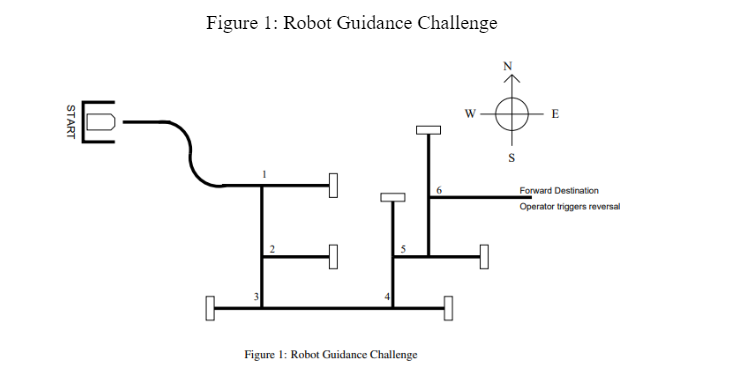 Figure 1: Robot Guidance Challenge
N
W
E
S
START
1
6
Forward Destination
Operator triggers reversal
2
5
3
4
Figure 1: Robot Guidance Challenge